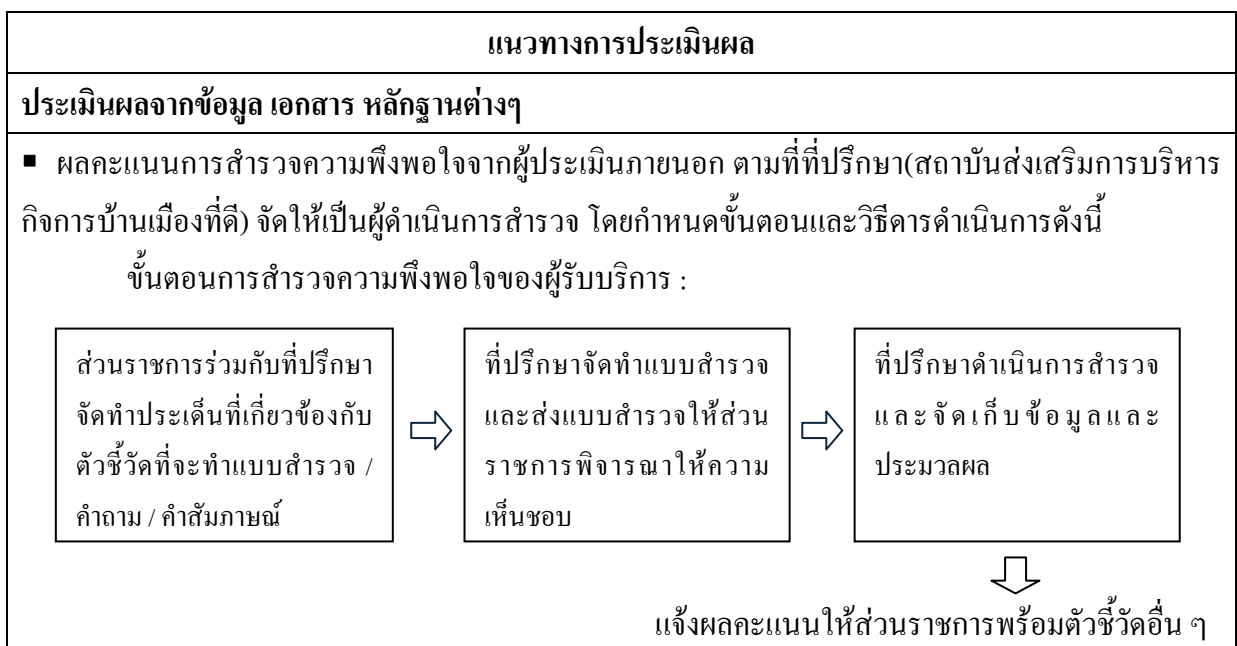 แนวทางการประเมินผล
ประเมินผลจากข้อมูล เอกสาร หลักฐานต่างๆ
▪ ผลคะแนนการสำรวจความพึงพอใจจากผู้ประเมินภายนอก ตามที่ที่ปรึกษา(สถาบันส่งเสริมการบริหาร
กิจการบ้านเมืองที่ดี) จัดให้เป็นผู้ดำเนินการสำรวจ โดยกำหนดขั้นตอนและวิธีดารดำเนินการดังนี้
ขั้นตอนการสำรวจความพึงพอใจของผู้รับบริการ :
ส่วนราชการร่วมกับที่ปรึกษา
จัดทำประเด็นที่เกี่ยวข้องกับ
ตัวชี้วัดที่จะทำแบบสำรวจ /
คำถาม / คำสัมภาษณ์
ที่ปรึกษาจัดทำแบบสำรวจ
และส่งแบบสำรวจให้ส่วน
ราชการพิจารณาให้ความ
เห็นชอบ
ที่ปรึกษาดำเนินการสำรวจ
และจัดเก็บข้อมูลและ
ประมวลผล
แจ้งผลคะแนนให้ส่วนราชการพร้อมตัวชี้วัดอื่น ๆ